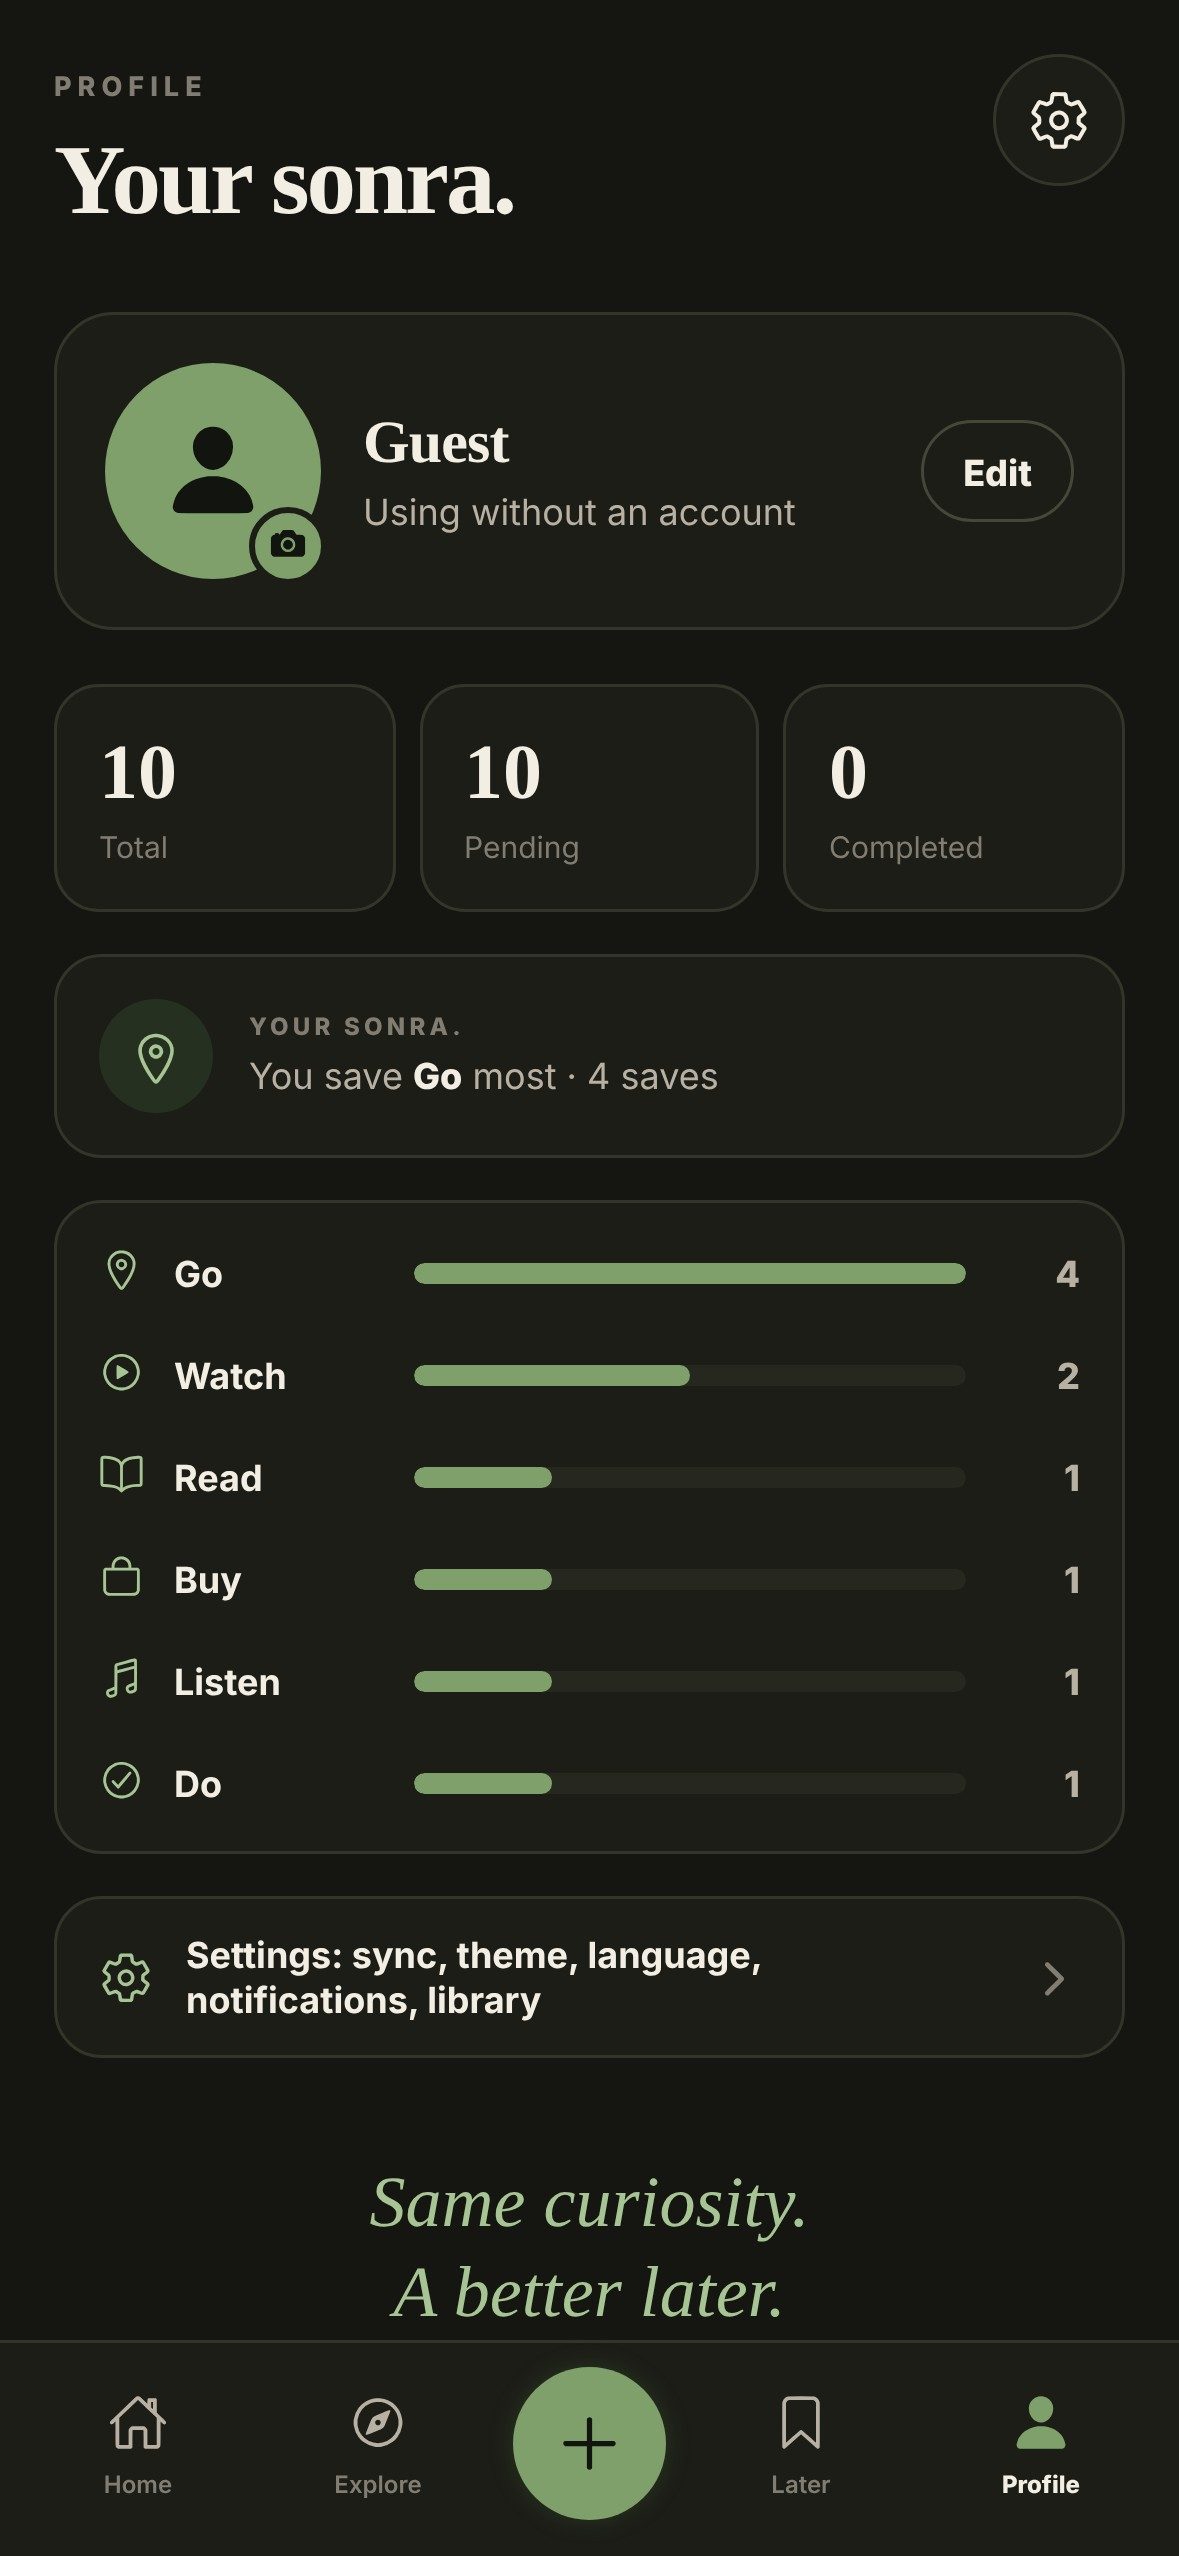 PROFILE
Your sonra.
Guest
Using without an account
Edit
10
Total
10
Pending
0
Completed
YOUR SONRA.
You save Go most · 4 saves
Go 4
Watch 2
Read 1
Buy 1
Listen 1
Do 1
Settings: sync, theme, language,
notifications, library
Same curiosity.
A better later.
Home
Explore
Later
Profile